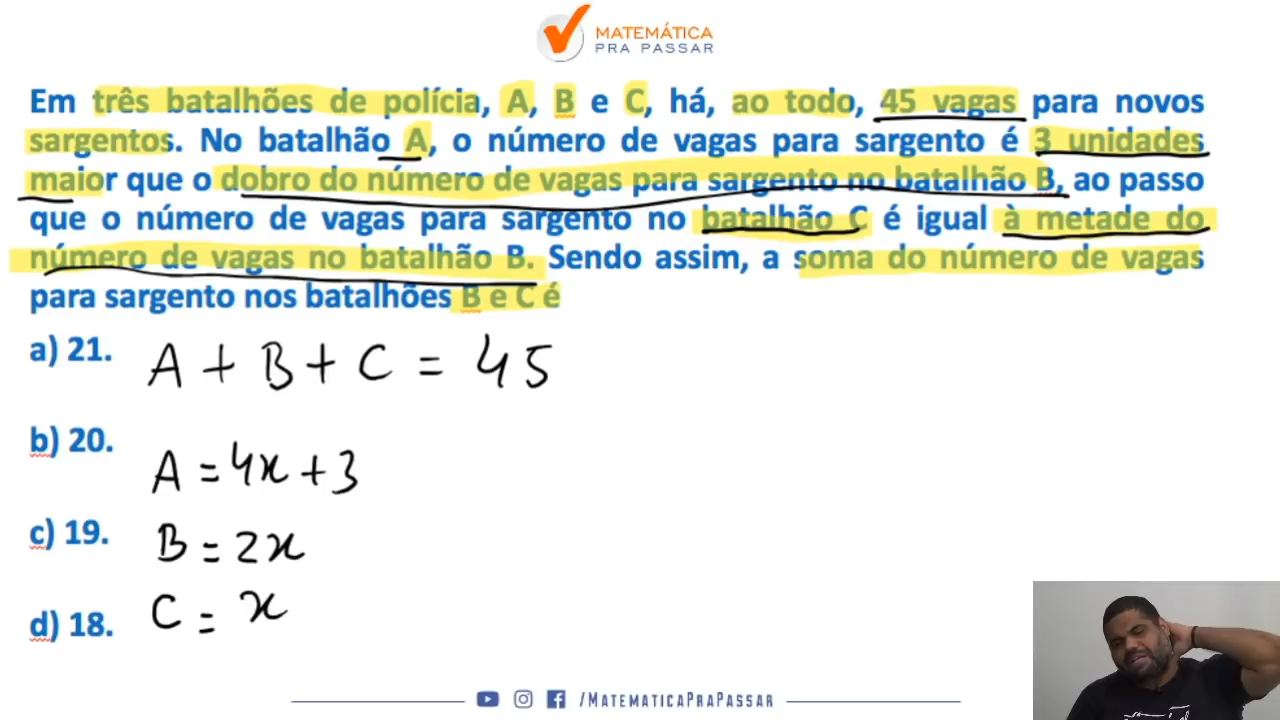 MATEMÁTICA
PRA PASSAR
Em três batalhões de polícia, A, B e C, há, ao todo, 45 vagas para novos
sargentos. No batalhão A, o número de vagas para sargento é 3 unidades
maior que o dobro do número de vagas para sargento no batalhão B, ao passo
que o número de vagas para sargento no batalhão C é igual à metade do
número de vagas no batalhão B. Sendo assim, a soma do número de vagas
para sargento nos batalhões B e C é
a) 21.
A + B + C = 45
b) 20.
A = 4x + 3
c) 19.
B = 2x
d) 18.
C = x
/MATEMATICAPRAPASSAR